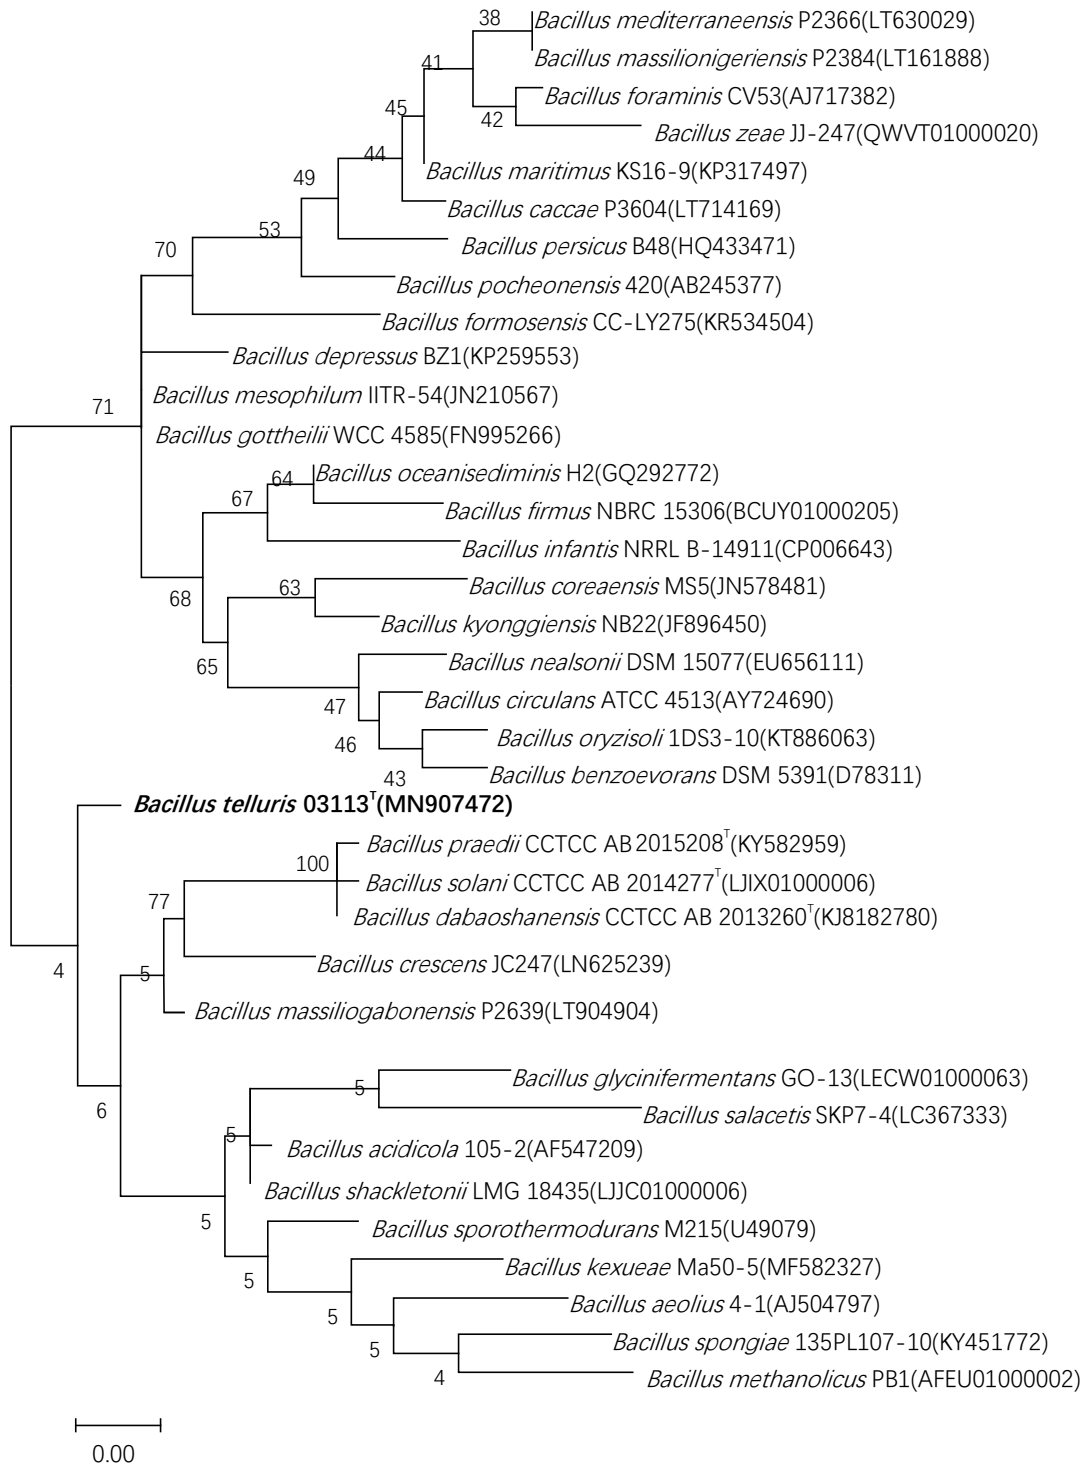 38
Bacillus mediterraneensis P2366(LT630029)
41
Bacillus massilionigeriensis P2384(LT161888)
Bacillus foraminis CV53(AJ717382)
45
42
Bacillus zeae JJ-247(QWVT01000020)
44
Bacillus maritimus KS16-9(KP317497)
49
Bacillus caccae P3604(LT714169)
53
70
Bacillus persicus B48(HQ433471)
Bacillus pocheonensis 420(AB245377)
Bacillus formosensis CC-LY275(KR534504)
Bacillus depressus BZ1(KP259553)
Bacillus mesophilum IITR-54(JN210567)
71
Bacillus gottheilii WCC 4585(FN995266)
64
Bacillus oceanisediminis H2(GQ292772)
67
Bacillus firmus NBRC 15306(BCUY01000205)
Bacillus infantis NRRL B-14911(CP006643)
63
Bacillus coreaensis MS5(JN578481)
68
Bacillus kyonggiensis NB22(JF896450)
65
Bacillus nealsonii DSM 15077(EU656111)
47
Bacillus circulans ATCC 4513(AY724690)
46
Bacillus oryzisoli 1DS3-10(KT886063)
43
Bacillus benzoevorans DSM 5391(D78311)
Bacillus telluris 03113T(MN907472)
Bacillus praedii CCTCC AB 2015208T(KY582959)
100
Bacillus solani CCTCC AB 2014277T(LJIX01000006)
77
Bacillus dabaoshanensis CCTCC AB 2013260T(KJ8182780)
4
5
Bacillus crescens JC247(LN625239)
Bacillus massiliogabonensis P2639(LT904904)
5
Bacillus glycinifermentans GO-13(LECW01000063)
6
Bacillus salacetis SKP7-4(LC367333)
5
Bacillus acidicola 105-2(AF547209)
Bacillus shackletonii LMG 18435(LJJC01000006)
5
Bacillus sporothermodurans M215(U49079)
5
Bacillus kexueae Ma50-5(MF582327)
5
Bacillus aeolius 4-1(AJ504797)
5
Bacillus spongiae 135PL107-10(KY451772)
4
Bacillus methanolicus PB1(AFEU01000002)
0.00